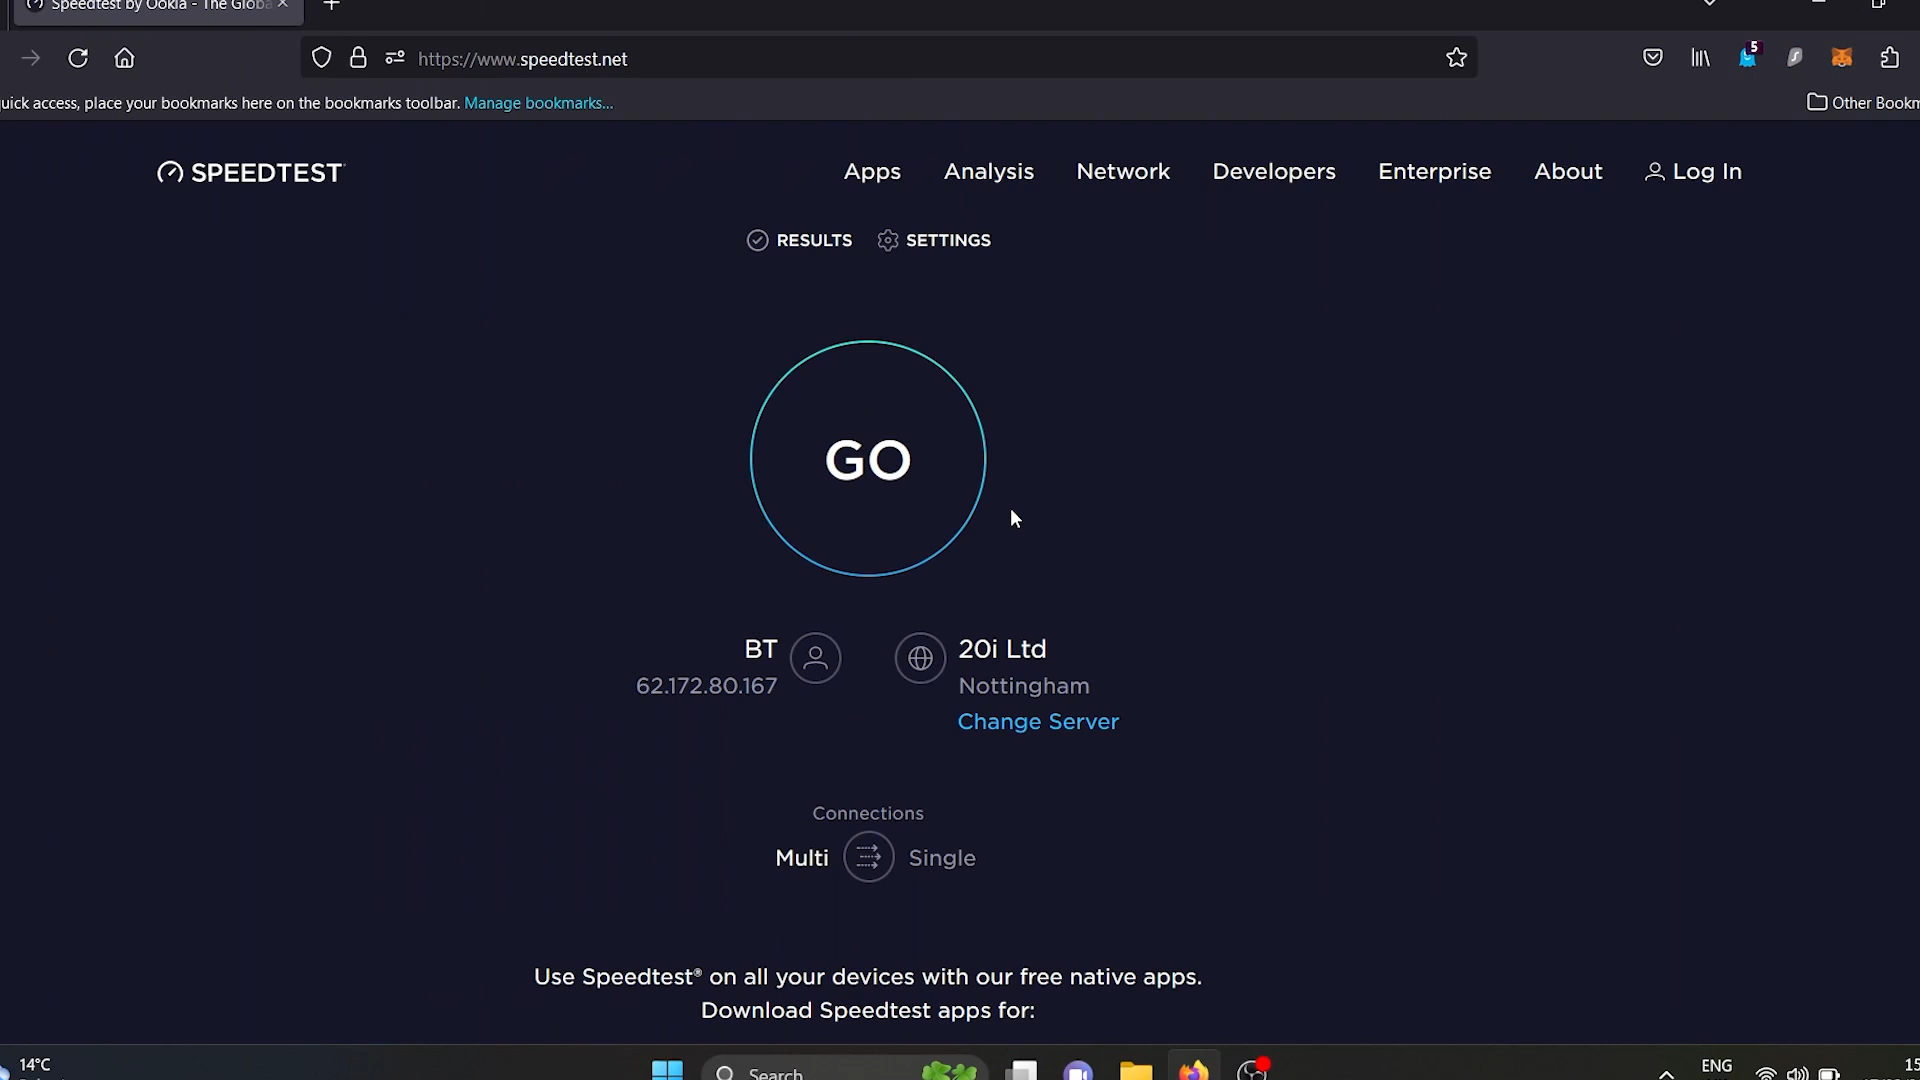 Speedtest by Ookla - The Globa
https://www.speedtest.net
5
uick access, place your bookmarks here on the bookmarks toolbar. Manage bookmarks...
Other Bookm
SPEEDTEST
Apps Analysis Network Developers Enterprise About Log In
RESULTS SETTINGS
GO
BT
62.172.80.167
20i Ltd
Nottingham
Change Server
Connections
Multi Single
Use Speedtest® on all your devices with our free native apps.
Download Speedtest apps for:
14°C
Search
ENG
15